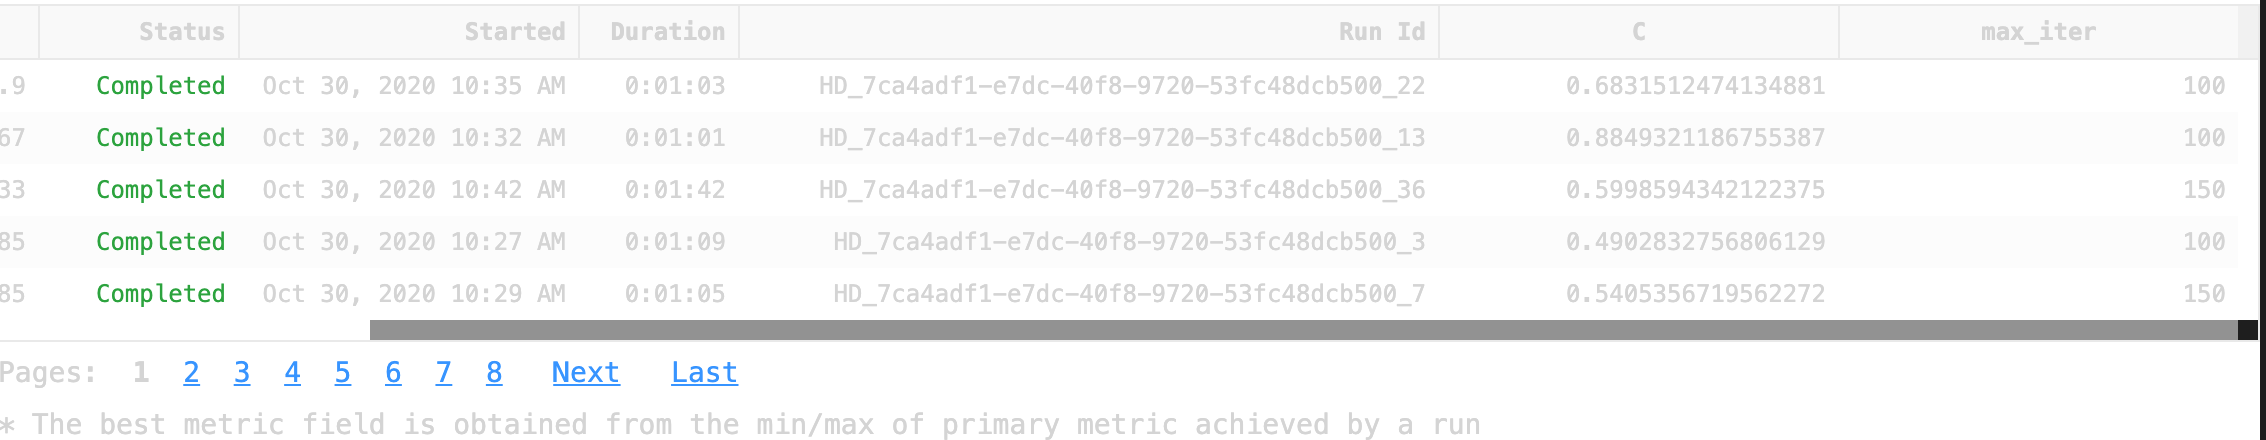 Status Started Duration Run Id C max_iter
.9 Completed Oct 30, 2020 10:35 AM 0:01:03 HD_7ca4adf1-e7dc-40f8-9720-53fc48dcb500_22 0.6831512474134881 100
67 Completed Oct 30, 2020 10:32 AM 0:01:01 HD_7ca4adf1-e7dc-40f8-9720-53fc48dcb500_13 0.8849321186755387 100
33 Completed Oct 30, 2020 10:42 AM 0:01:42 HD_7ca4adf1-e7dc-40f8-9720-53fc48dcb500_36 0.5998594342122375 150
85 Completed Oct 30, 2020 10:27 AM 0:01:09 HD_7ca4adf1-e7dc-40f8-9720-53fc48dcb500_3 0.4902832756806129 100
85 Completed Oct 30, 2020 10:29 AM 0:01:05 HD_7ca4adf1-e7dc-40f8-9720-53fc48dcb500_7 0.5405356719562272 150
Pages: 1 2 3 4 5 6 7 8 Next Last
* The best metric field is obtained from the min/max of primary metric achieved by a run